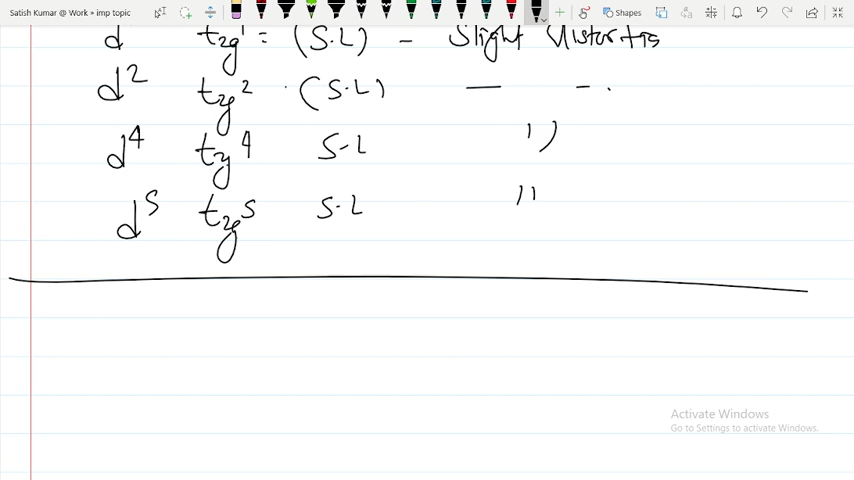 Satish Kumar @ Work » imp topic
Shapes
d t2g1 = (S.L) - Slight Distortis
d2 t2g2 (S.L) — - .
d4 t2g4 S-L ''
d5 t2g5 S.L ''
Activate Windows
Go to Settings to activate Windows.